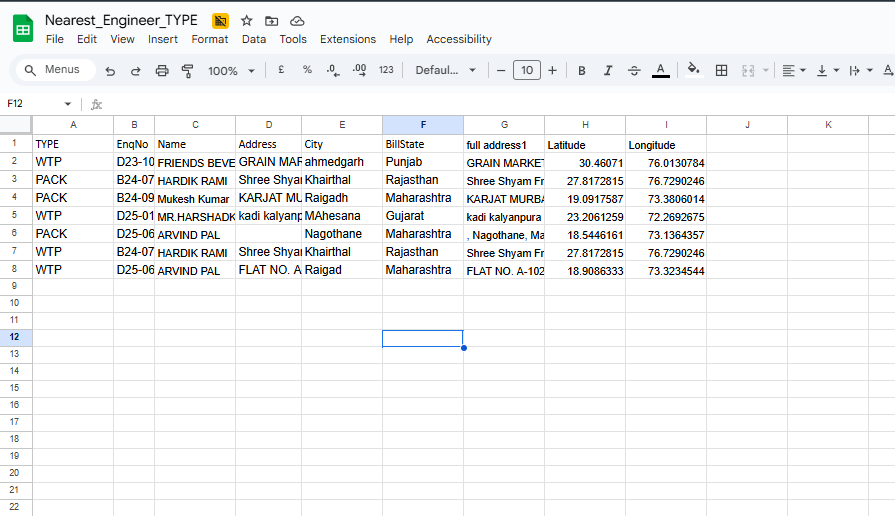 Nearest_Engineer_TYPE
File Edit View Insert Format Data Tools Extensions Help Accessibility
Menus 100% £ % .0 .00 123 Defaul... − 10 + B I A A
F12 fx
A B C D E F G H I J K
1 TYPE EnqNo Name Address City BillState full address1 Latitude Longitude
2 WTP D23-10 FRIENDS BEVE GRAIN MAR ahmedgarh Punjab GRAIN MARKET 30.46071 76.0130784
3 PACK B24-07 HARDIK RAMI Shree Shyar Khairthal Rajasthan Shree Shyam Fr 27.8172815 76.7290246
4 PACK B24-09 Mukesh Kumar KARJAT MU Raigadh Maharashtra KARJAT MURBA 19.0917587 73.3806014
5 WTP D25-01 MR.HARSHADK kadi kalyanp MAhesana Gujarat kadi kalyanpura 23.2061259 72.2692675
6 PACK D25-06 ARVIND PAL Nagothane Maharashtra , Nagothane, Ma 18.5446161 73.1364357
7 WTP B24-07 HARDIK RAMI Shree Shyar Khairthal Rajasthan Shree Shyam Fr 27.8172815 76.7290246
8 WTP D25-06 ARVIND PAL FLAT NO. A Raigad Maharashtra FLAT NO. A-102 18.9086333 73.3234544
9
10
11
12
13
14
15
16
17
18
19
20
21
22